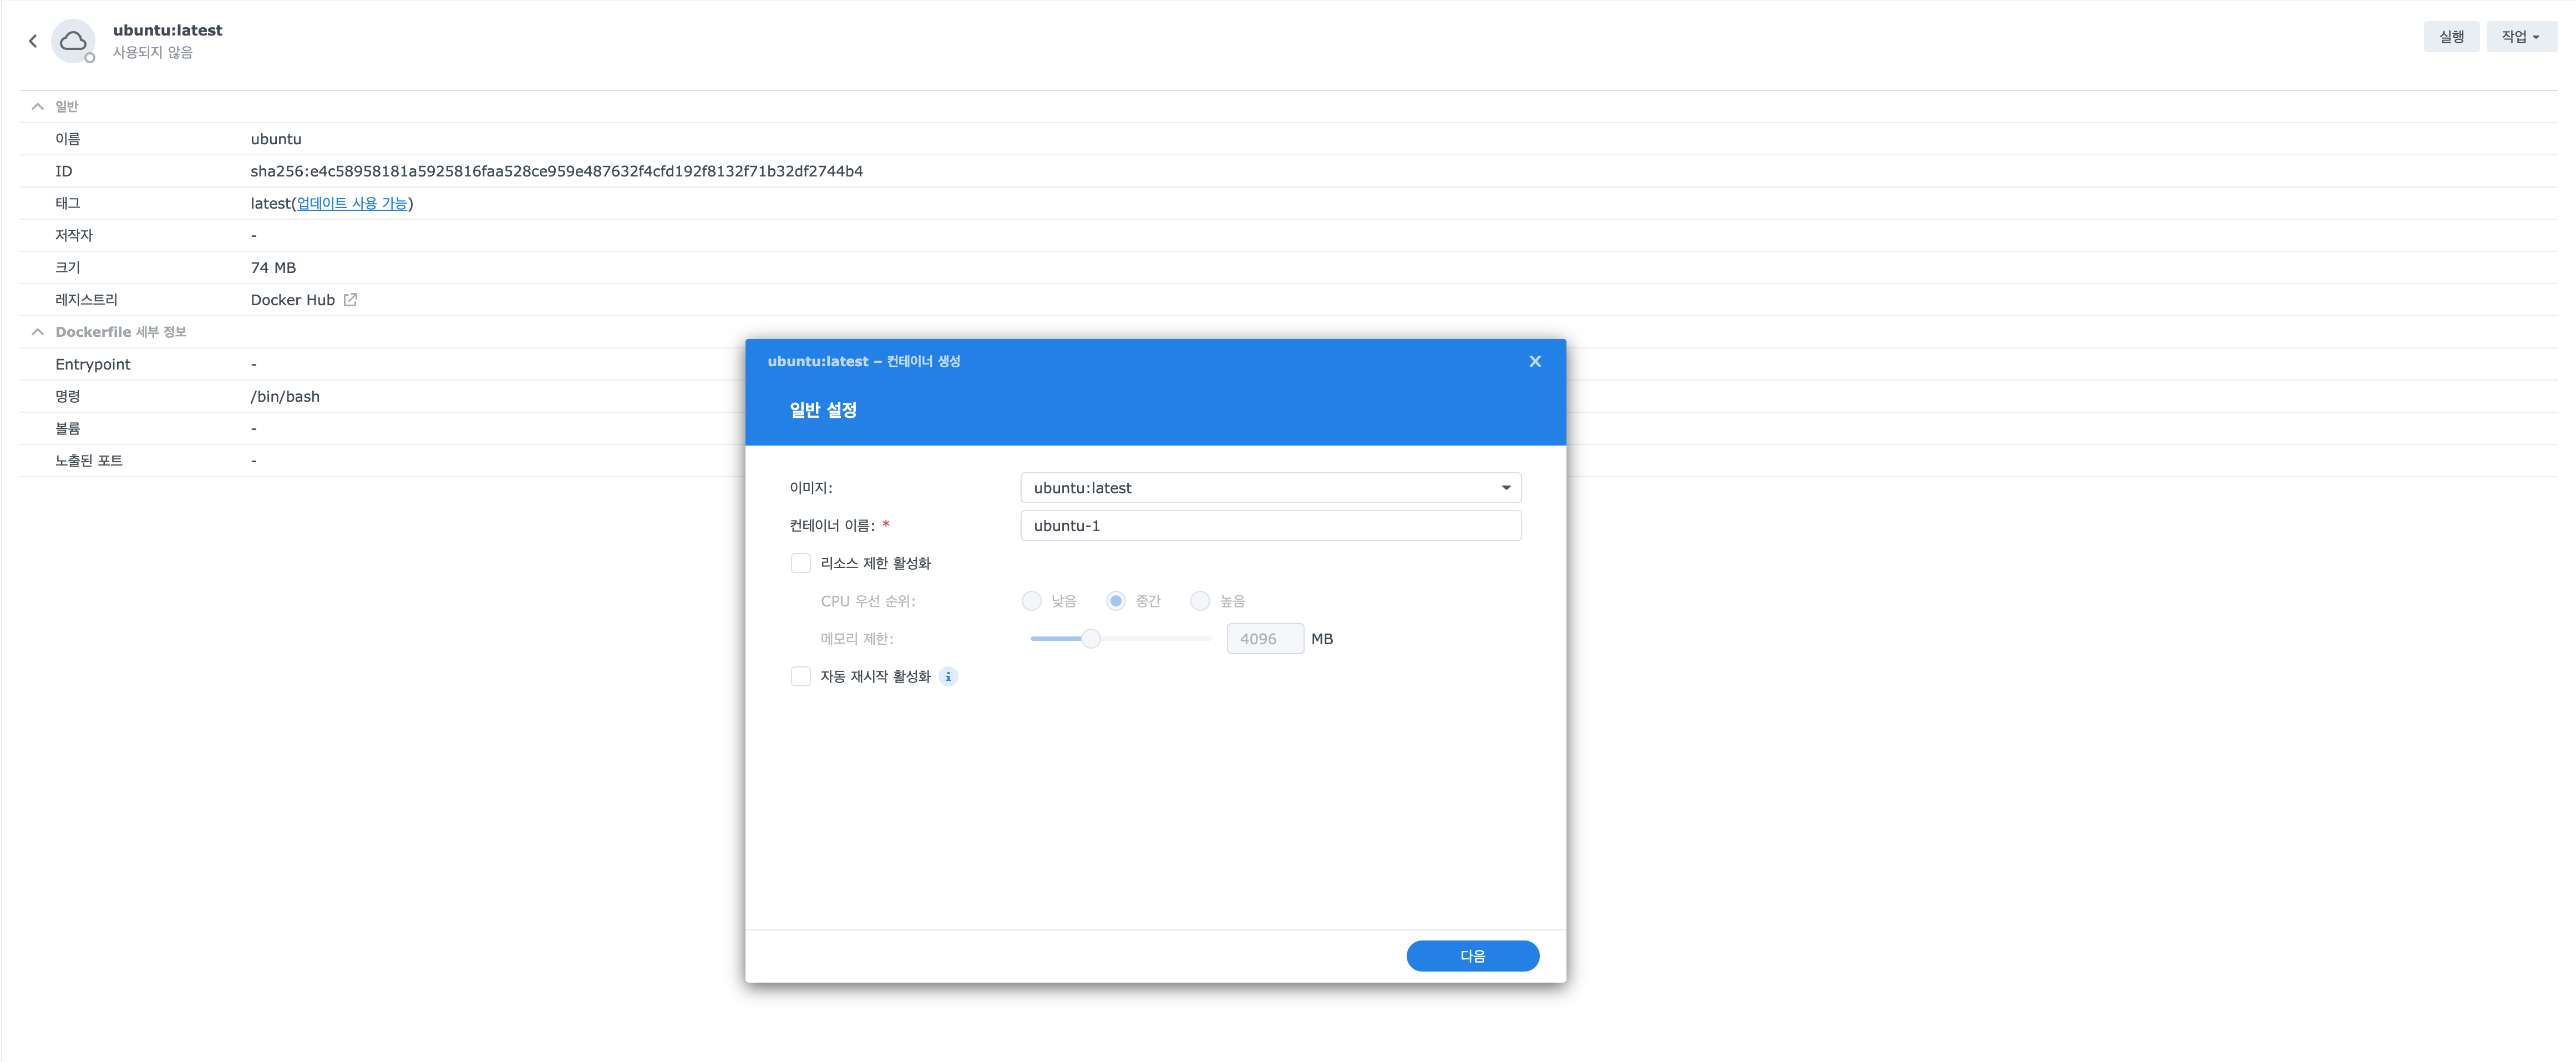 ubuntu:latest
사용되지 않음
실행
작업
일반
이름 ubuntu
ID sha256:e4c58958181a5925816faa528ce959e487632f4cfd192f8132f71b32df2744b4
태그 latest(업데이트 사용 가능)
저작자 -
크기 74 MB
레지스트리 Docker Hub
Dockerfile 세부 정보
Entrypoint -
명령 /bin/bash
볼륨 -
노출된 포트 -
ubuntu:latest – 컨테이너 생성
일반 설정
이미지: ubuntu:latest
컨테이너 이름: * ubuntu-1
리소스 제한 활성화
CPU 우선 순위: 낮음 중간 높음
메모리 제한: 4096 MB
자동 재시작 활성화 i
다음